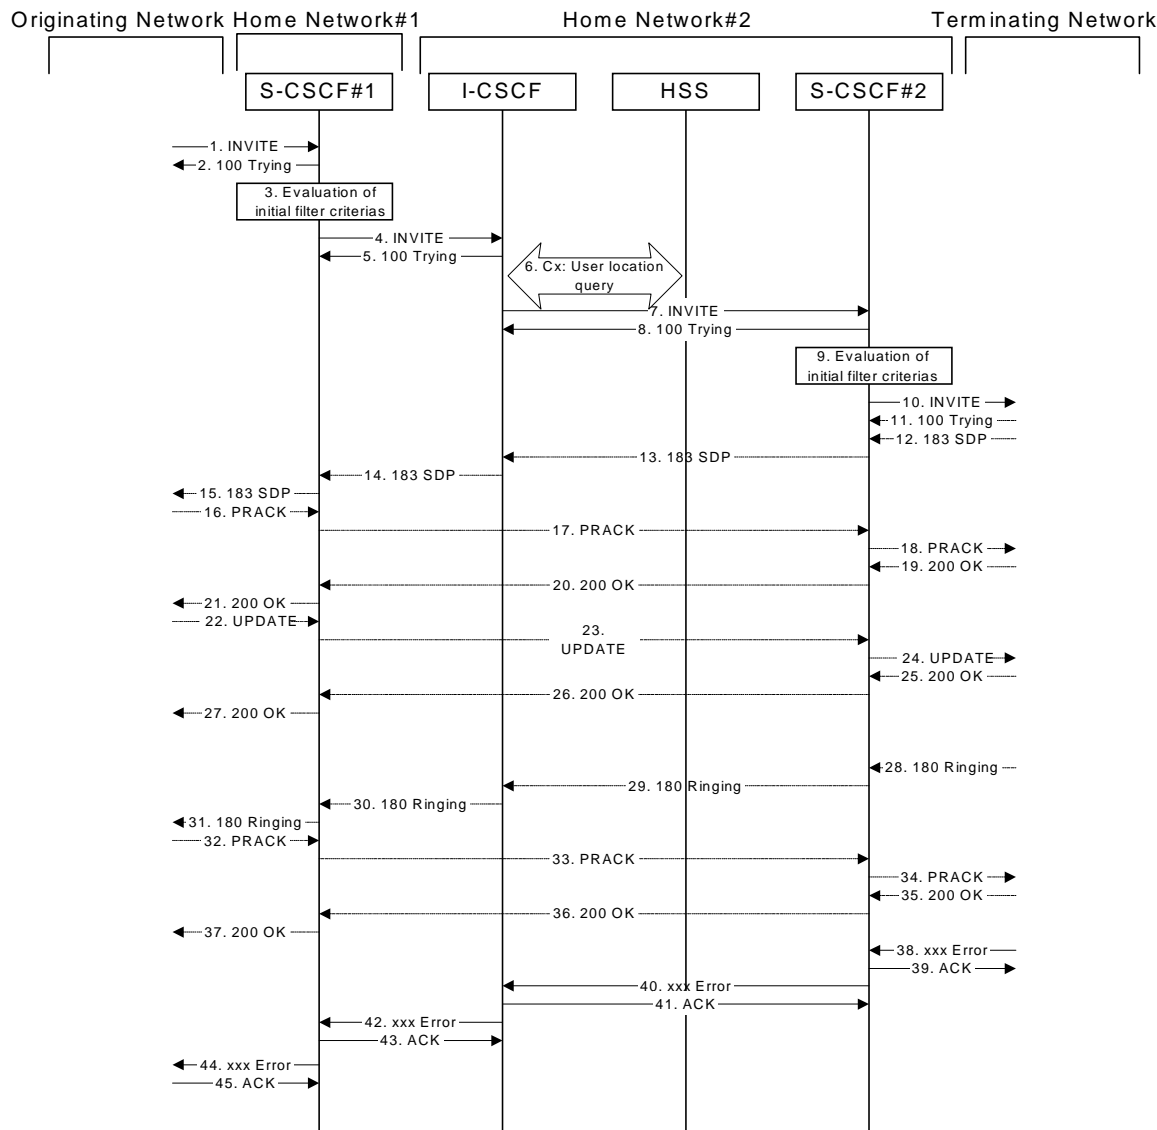 Originating Network Home Network#1 Home Network#2 Terminating Network
S-CSCF#1 I-CSCF HSS S-CSCF#2
1. INVITE
2. 100 Trying
3. Evaluation of
initial filter criterias
4. INVITE
5. 100 Trying
6. Cx: User location
query
7. INVITE
8. 100 Trying
9. Evaluation of
initial filter criterias
10. INVITE
11. 100 Trying
12. 183 SDP
13. 183 SDP
14. 183 SDP
15. 183 SDP
16. PRACK
17. PRACK
18. PRACK
19. 200 OK
20. 200 OK
21. 200 OK
22. UPDATE
23.
UPDATE
24. UPDATE
25. 200 OK
26. 200 OK
27. 200 OK
28. 180 Ringing
29. 180 Ringing
30. 180 Ringing
31. 180 Ringing
32. PRACK
33. PRACK
34. PRACK
35. 200 OK
36. 200 OK
37. 200 OK
38. xxx Error
39. ACK
40. xxx Error
41. ACK
42. xxx Error
43. ACK
44. xxx Error
45. ACK